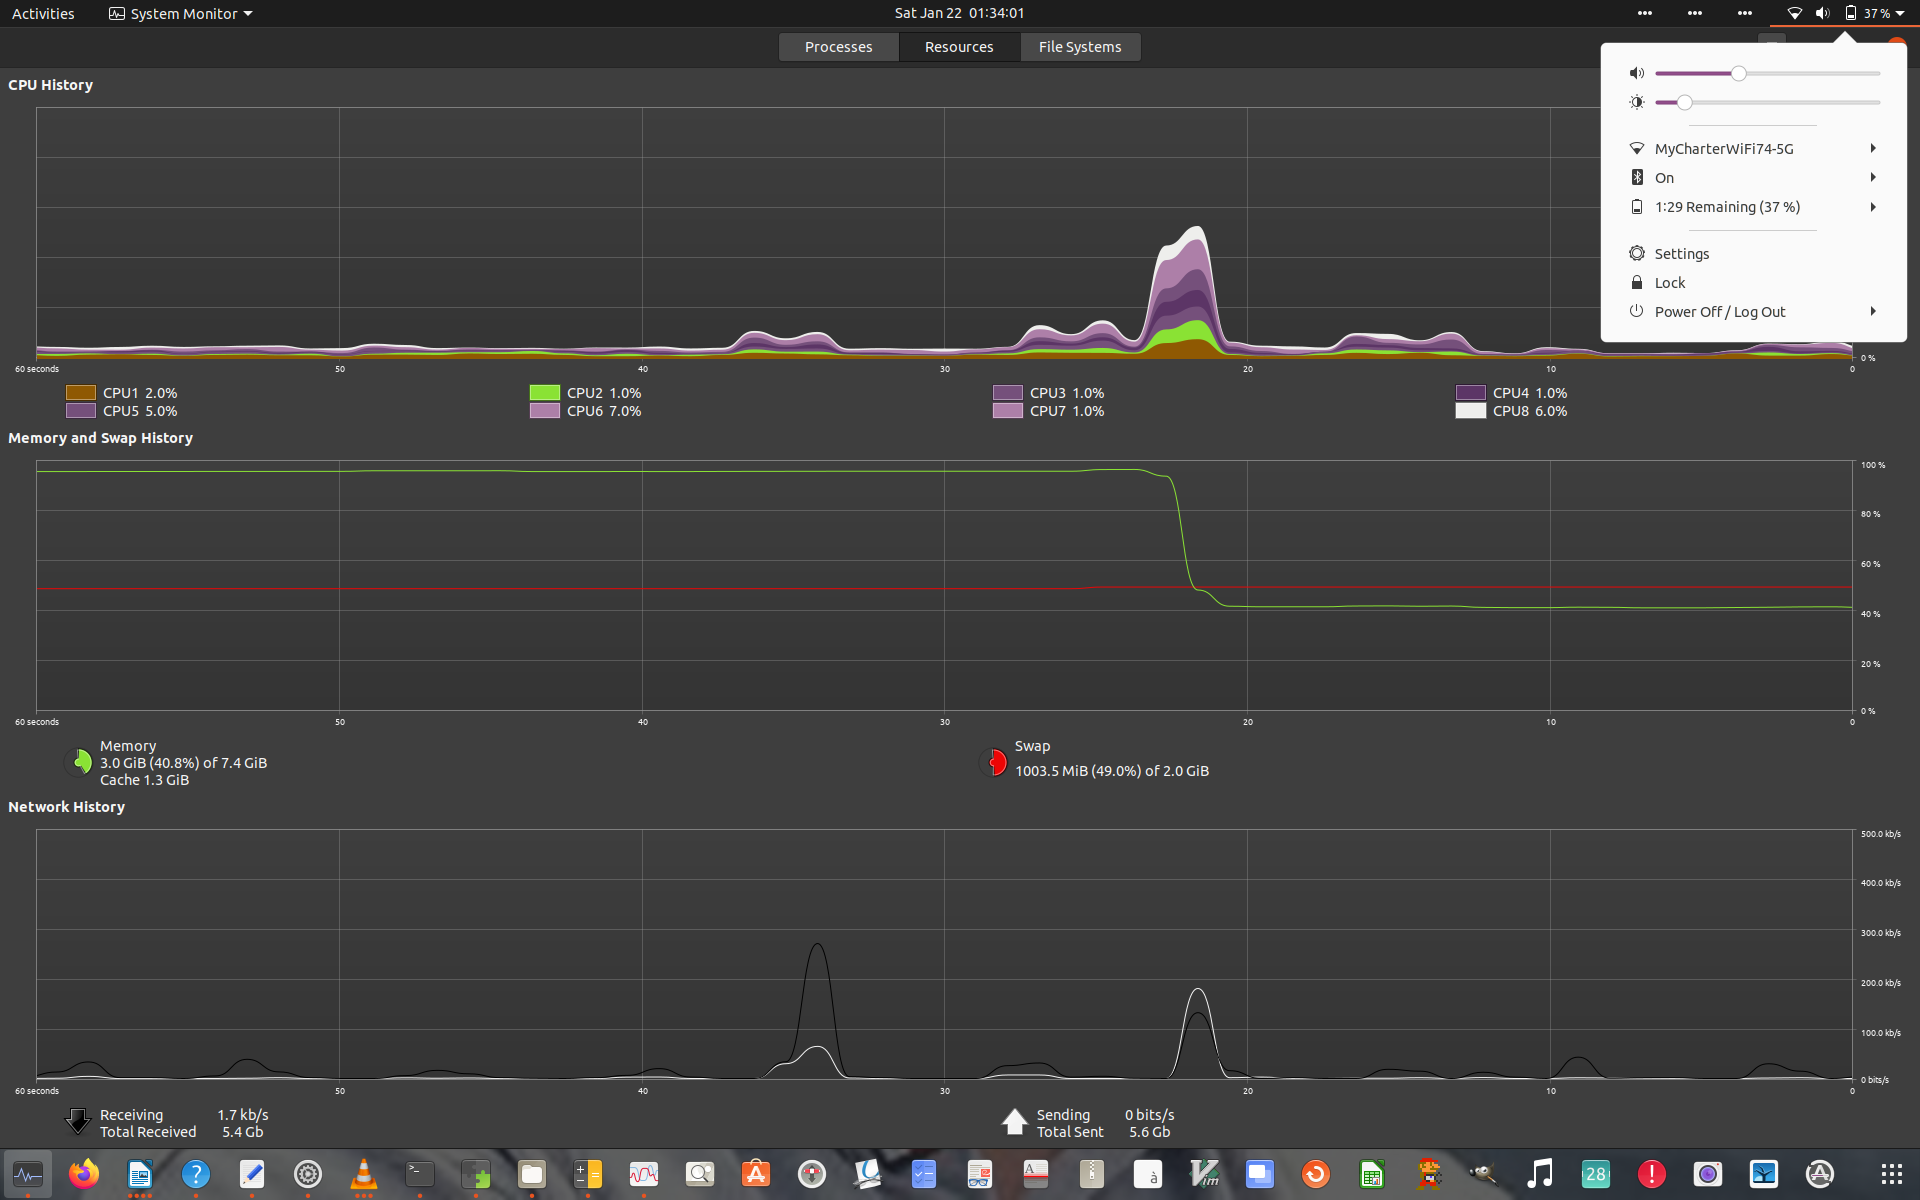 Activities
System Monitor
Sat Jan 22  01:34:01
37 %
Processes
Resources
File Systems
CPU History
MyCharterWiFi74-5G
On
1:29 Remaining (37 %)
Settings
Lock
Power Off / Log Out
0 %
60 seconds 50 40 30 20 10 0
CPU1 2.0% CPU2 1.0% CPU3 1.0% CPU4 1.0%
CPU5 5.0% CPU6 7.0% CPU7 1.0% CPU8 6.0%
Memory and Swap History
100 %
80 %
60 %
40 %
20 %
0 %
60 seconds 50 40 30 20 10 0
Memory
3.0 GiB (40.8%) of 7.4 GiB
Cache 1.3 GiB
Swap
1003.5 MiB (49.0%) of 2.0 GiB
Network History
500.0 kb/s
400.0 kb/s
300.0 kb/s
200.0 kb/s
100.0 kb/s
0 bits/s
60 seconds 50 40 30 20 10 0
Receiving 1.7 kb/s
Total Received 5.4 Gb
Sending 0 bits/s
Total Sent 5.6 Gb
?
>_
A
à
Vim
28
!